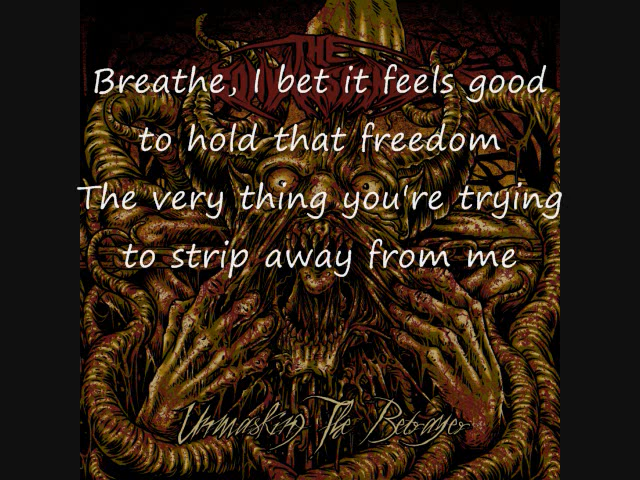 THE
Breathe, I bet it feels good
to hold that freedom
The very thing you're trying
to strip away from me
Unmasking The Betrayer